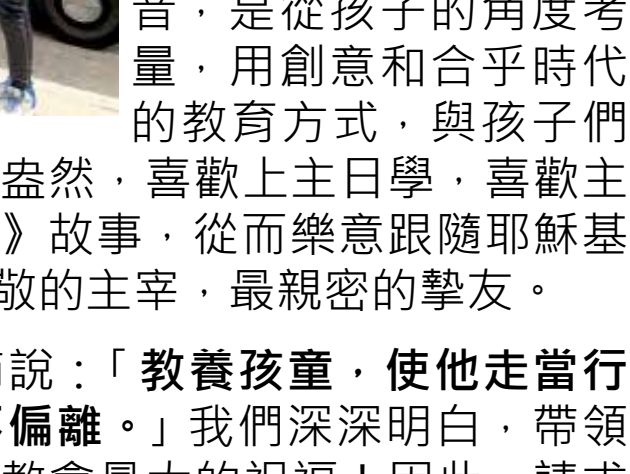 音，是從孩子的角度考
量，用創意和合乎時代
的教育方式，與孩子們
盎然，喜歡上主日學，喜歡主
》故事，從而樂意跟隨耶穌基
敬的主宰，最親密的摯友。
說：「教養孩童，使他走當行
偏離。」我們深深明白，帶領
教會最大的祝福！因此，請求